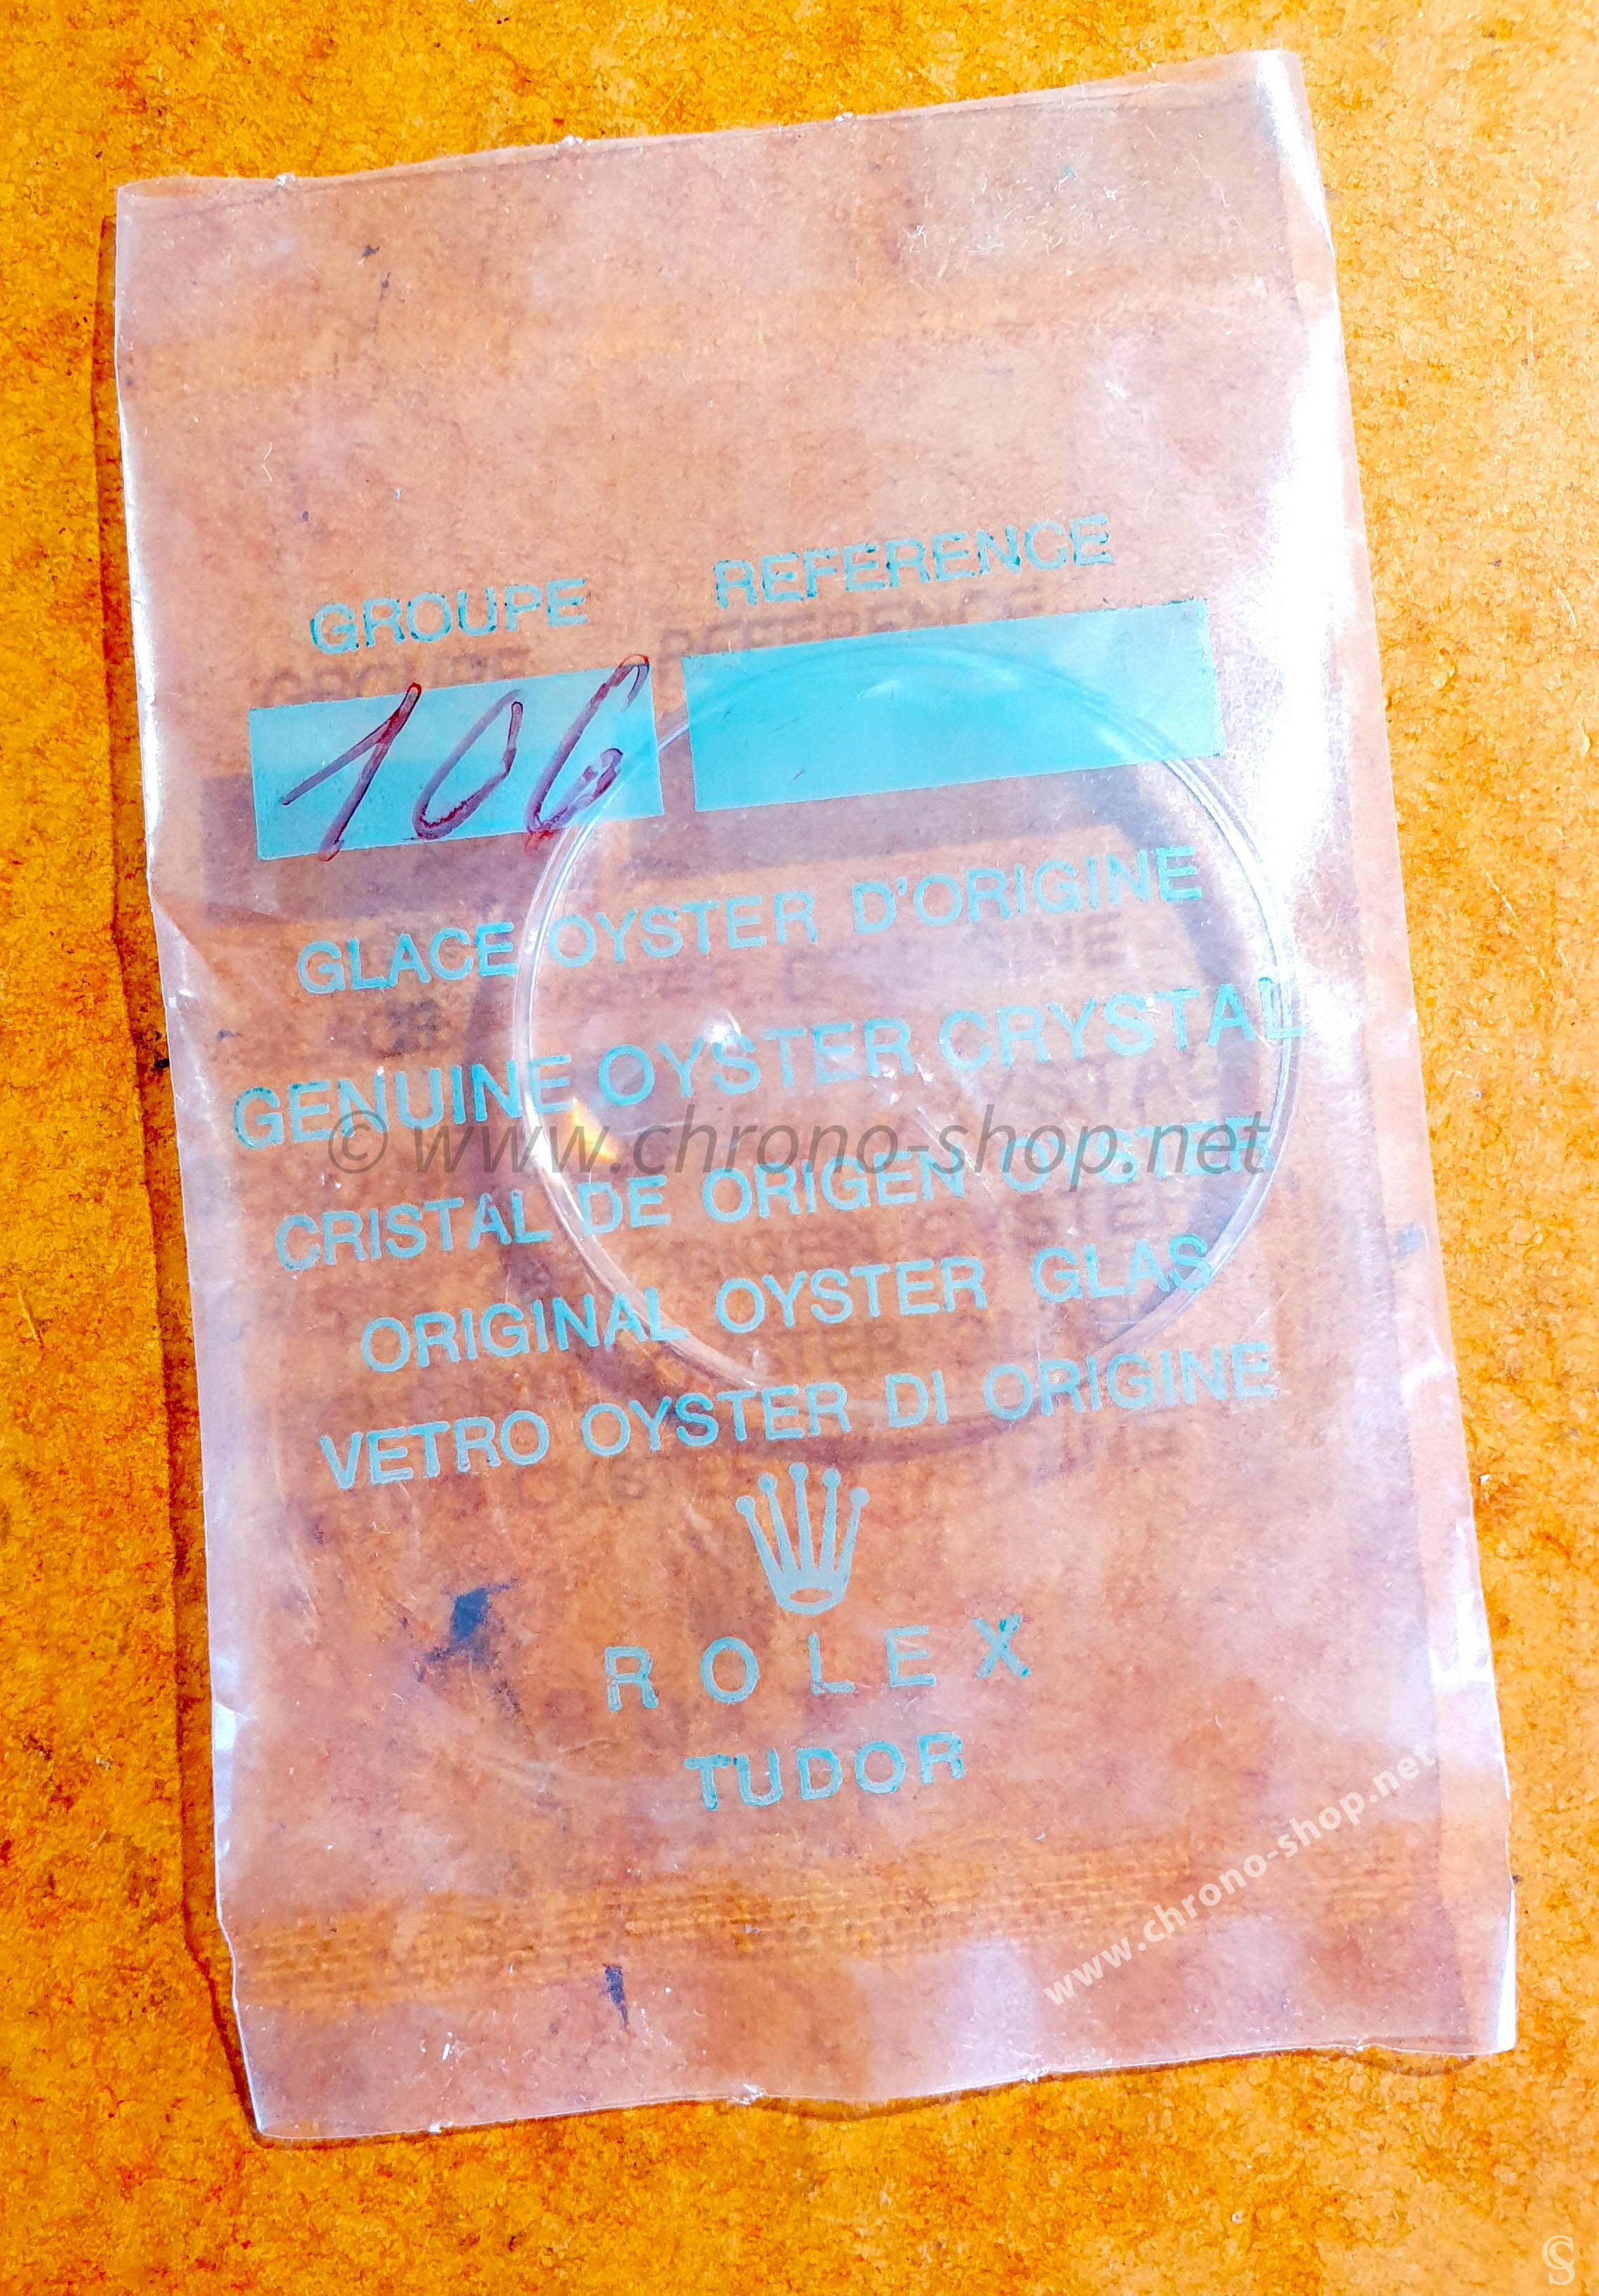 GROUPE REFERENCE
106
GLACE OYSTER D'ORIGINE
GENUINE OYSTER CRYSTAL
© www.chrono-shop.net
CRISTAL DE ORIGEN OYSTER
ORIGINAL OYSTER GLAS
VETRO OYSTER DI ORIGINE
ROLEX
TUDOR
www.chrono-shop.net